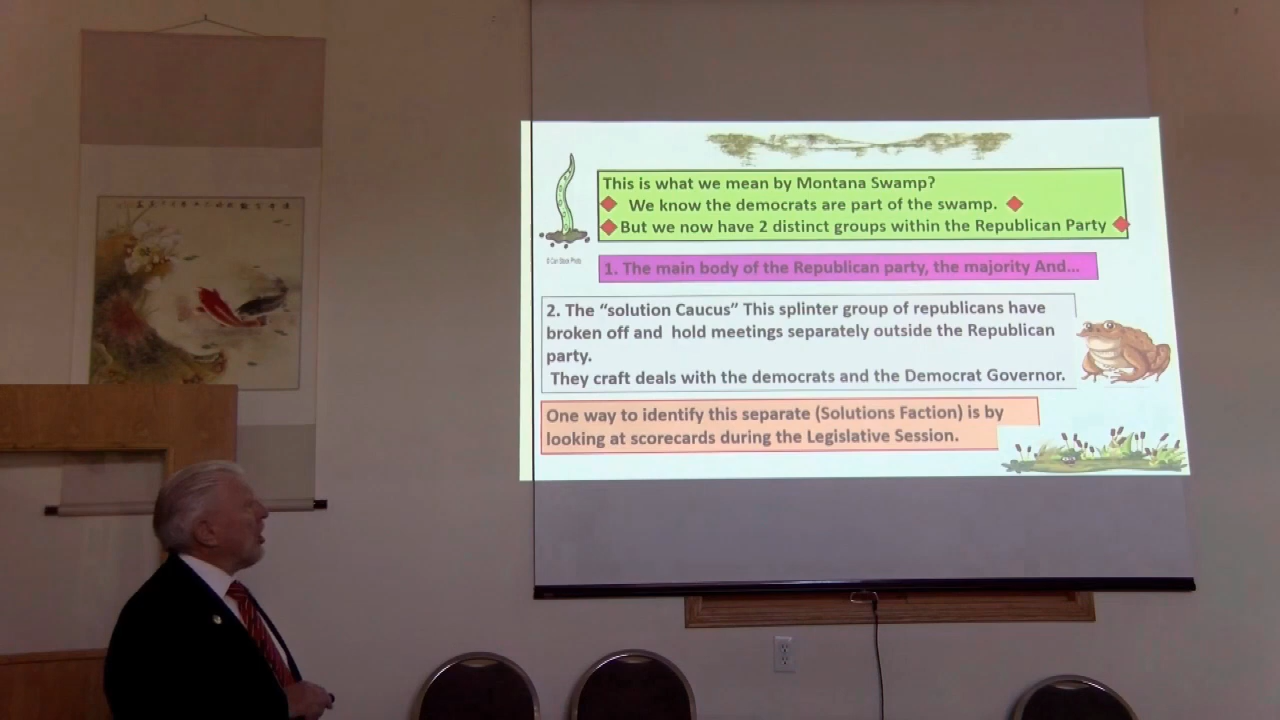 This is what we mean by Montana Swamp?
We know the democrats are part of the swamp.
But we now have 2 distinct groups within the Republican Party
© Can Stock Photo
1. The main body of the Republican party, the majority And...
2. The “solution Caucus” This splinter group of republicans have
broken off and hold meetings separately outside the Republican
party.
They craft deals with the democrats and the Democrat Governor.
One way to identify this separate (Solutions Faction) is by
looking at scorecards during the Legislative Session.